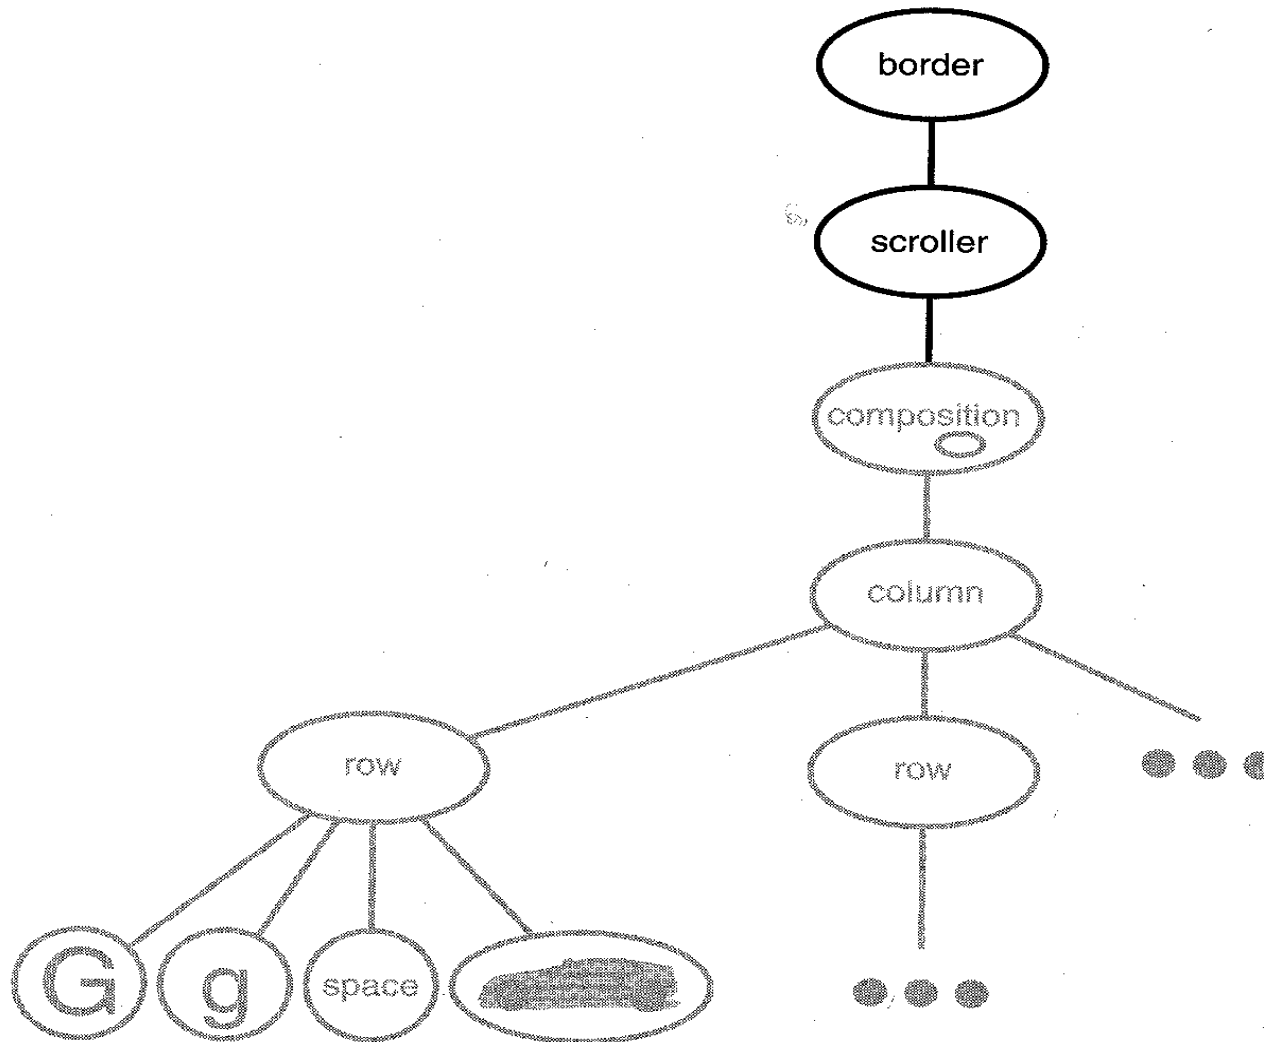 border
scroller
composition
column
row
row
G
g
space